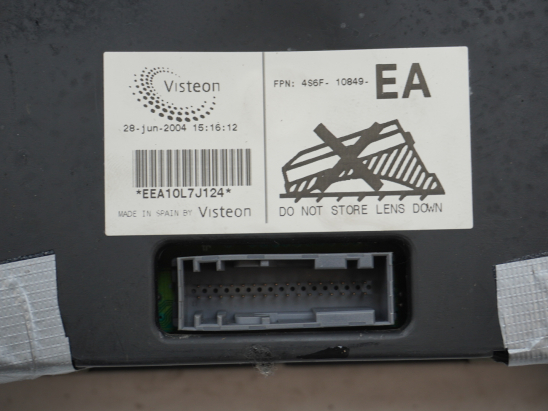 Visteon
28-jun-2004 15:16:12
*EEA10L7J124*
MADE IN SPAIN BY Visteon
FPN: 4S6F- 10849- EA
DO NOT STORE LENS DOWN